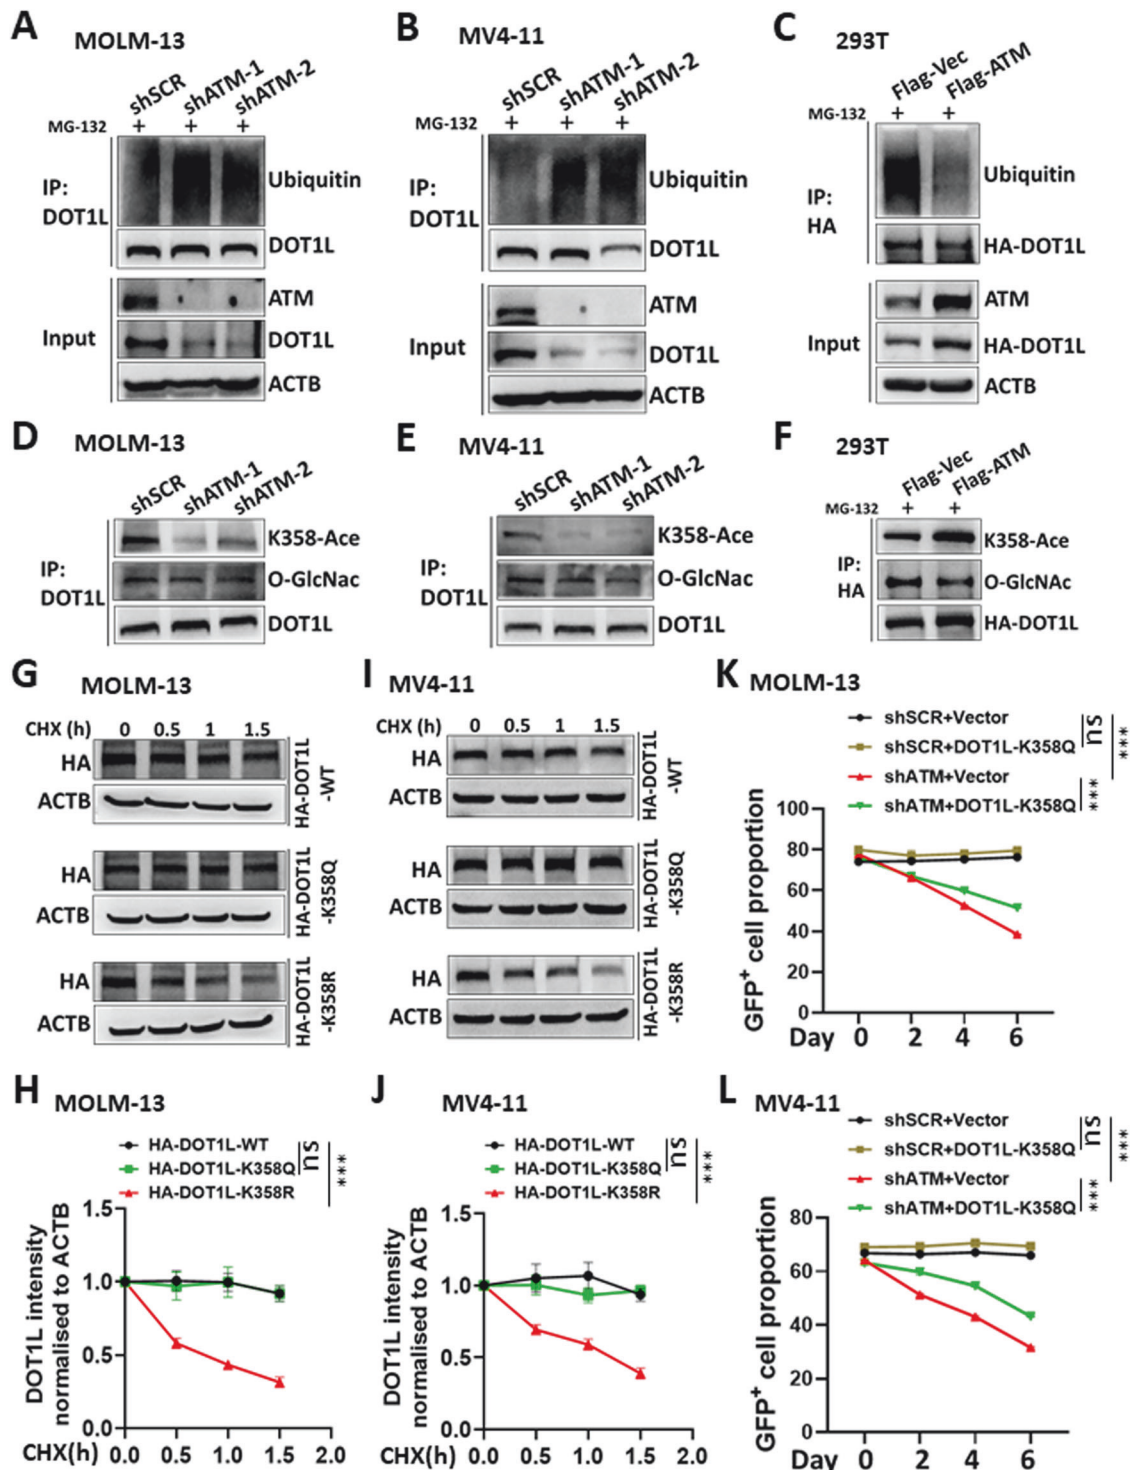 A
MOLM-13
shSCR
shATM-1
shATM-2
MG-132 + + +
IP:
DOT1L
Ubiquitin
DOT1L
Input
ATM
DOT1L
ACTB
B
MV4-11
shSCR
shATM-1
shATM-2
MG-132 + + +
IP:
DOT1L
Ubiquitin
DOT1L
Input
ATM
DOT1L
ACTB
C
293T
Flag-Vec
Flag-ATM
MG-132 + +
IP:
HA
Ubiquitin
HA-DOT1L
Input
ATM
HA-DOT1L
ACTB
D
MOLM-13
shSCR
shATM-1
shATM-2
IP:
DOT1L
K358-Ace
O-GlcNac
DOT1L
E
MV4-11
shSCR
shATM-1
shATM-2
IP:
DOT1L
K358-Ace
O-GlcNac
DOT1L
F
293T
Flag-Vec
Flag-ATM
MG-132 + +
IP:
HA
K358-Ace
O-GlcNAc
HA-DOT1L
G
MOLM-13
CHX (h) 0 0.5 1 1.5
HA
ACTB
HA-DOT1L
-WT
HA
ACTB
HA-DOT1L
-K358Q
HA
ACTB
HA-DOT1L
-K358R
I
MV4-11
CHX (h) 0 0.5 1 1.5
HA
ACTB
HA-DOT1L
-WT
HA
ACTB
HA-DOT1L
-K358Q
HA
ACTB
HA-DOT1L
-K358R
K
MOLM-13
shSCR+Vector
shSCR+DOT1L-K358Q
shATM+Vector
shATM+DOT1L-K358Q
ns
***
***
GFP+ cell proportion
100
80
60
40
20
0
Day 0 2 4 6
H
MOLM-13
HA-DOT1L-WT
HA-DOT1L-K358Q
HA-DOT1L-K358R
ns
***
DOT1L intensity
normalised to ACTB
1.5
1.0
0.5
0.0
CHX(h) 0.0 0.5 1.0 1.5 2.0
J
MV4-11
HA-DOT1L-WT
HA-DOT1L-K358Q
HA-DOT1L-K358R
ns
***
DOT1L intensity
normalised to ACTB
1.5
1.0
0.5
0.0
CHX(h) 0.0 0.5 1.0 1.5 2.0
L
MV4-11
shSCR+Vector
shSCR+DOT1L-K358Q
shATM+Vector
shATM+DOT1L-K358Q
ns
***
***
GFP+ cell proportion
80
60
40
20
0
Day 0 2 4 6